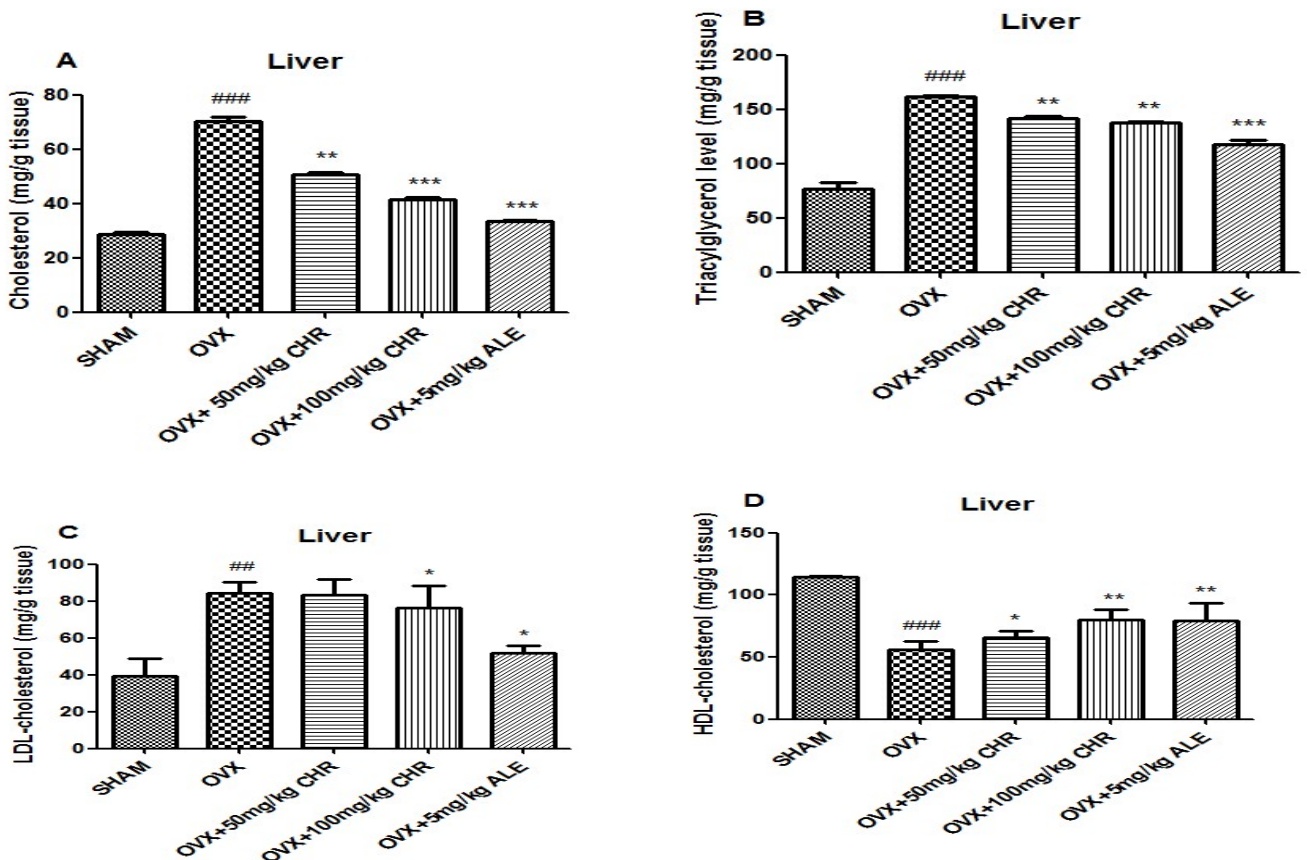 A
Liver
Cholesterol (mg/g tissue)
80
60
40
20
0
###
**
***
***
SHAM
OVX
OVX+ 50mg/kg CHR
OVX+100mg/kg CHR
OVX+5mg/kg ALE
B
Liver
Triacylglycerol level (mg/g tissue)
200
150
100
50
0
###
**
**
***
SHAM
OVX
OVX+50mg/kg CHR
OVX+100mg/kg CHR
OVX+5mg/kg ALE
C
Liver
LDL-cholesterol (mg/g tissue)
100
80
60
40
20
0
##
*
*
SHAM
OVX
OVX+50mg/kg CHR
OVX+100mg/kg CHR
OVX+5mg/kg ALE
D
Liver
HDL-cholesterol (mg/g tissue)
150
100
50
0
###
*
**
**
SHAM
OVX
OVX+50mg/kg CHR
OVX+100mg/kg CHR
OVX+5mg/kg ALE